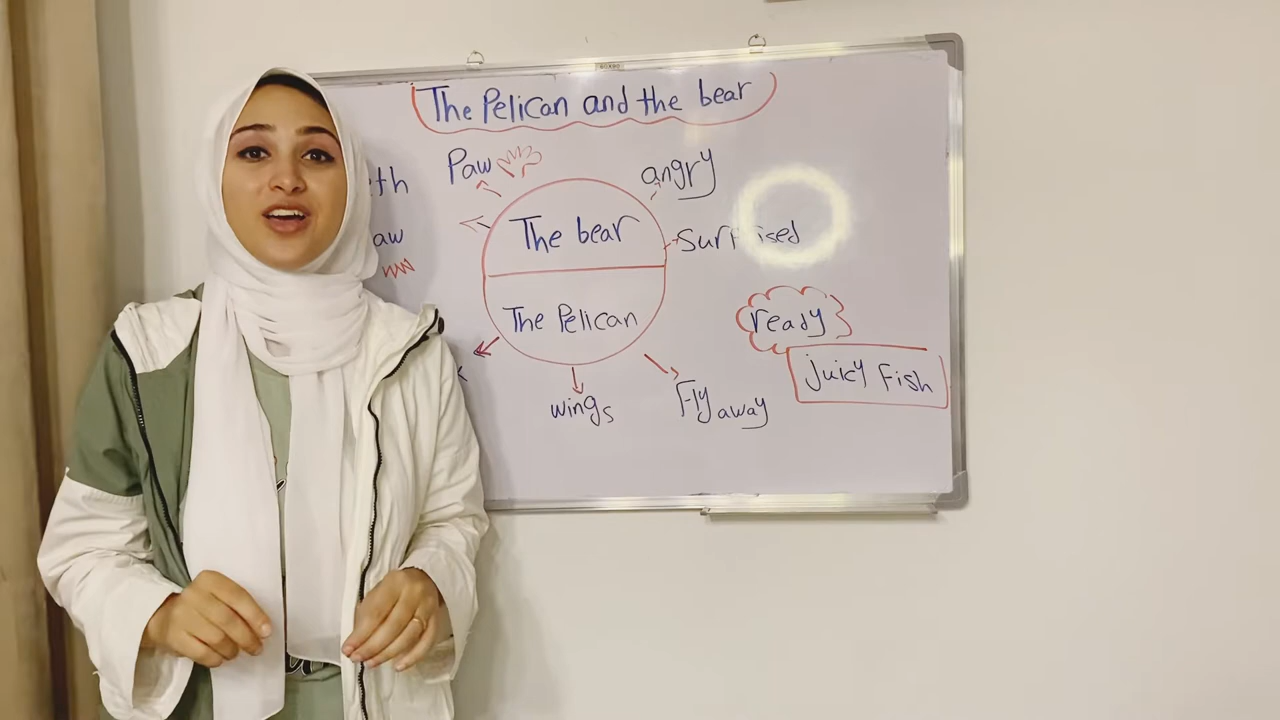 The Pelican and the bear
Paw
angry
The bear
Surprised
The Pelican
ready
juicy Fish
wings
Fly away